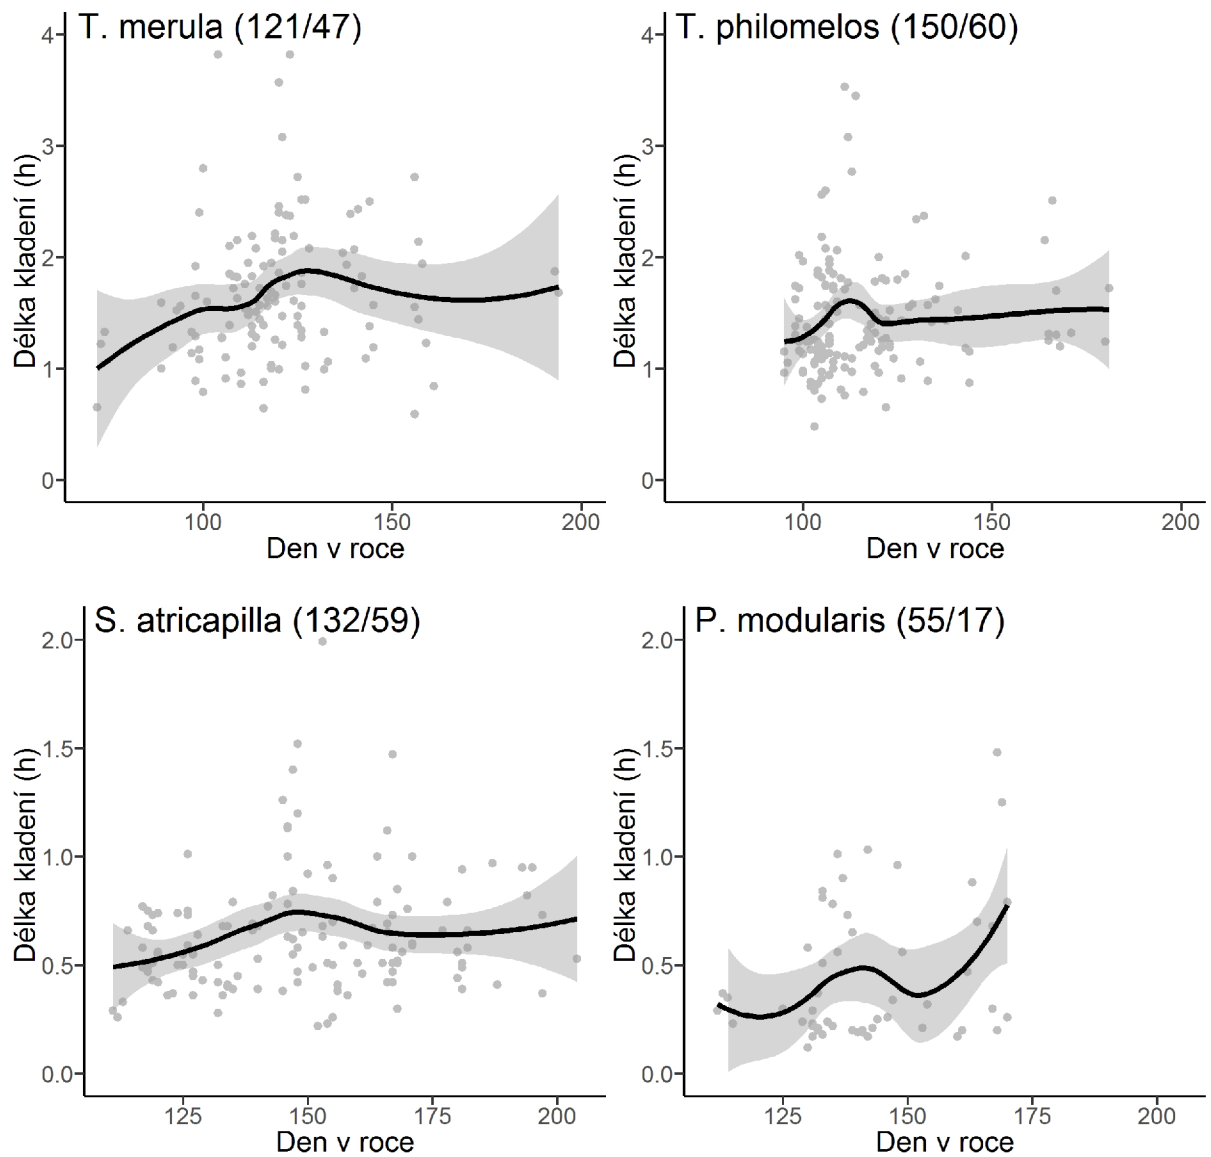 T. merula (121/47)
Délka kladení (h)
4
3
2
1
0
100
150
200
Den v roce
T. philomelos (150/60)
Délka kladení (h)
4
3
2
1
0
100
150
200
Den v roce
S. atricapilla (132/59)
Délka kladení (h)
2.0
1.5
1.0
0.5
0.0
125
150
175
200
Den v roce
P. modularis (55/17)
Délka kladení (h)
2.0
1.5
1.0
0.5
0.0
125
150
175
200
Den v roce